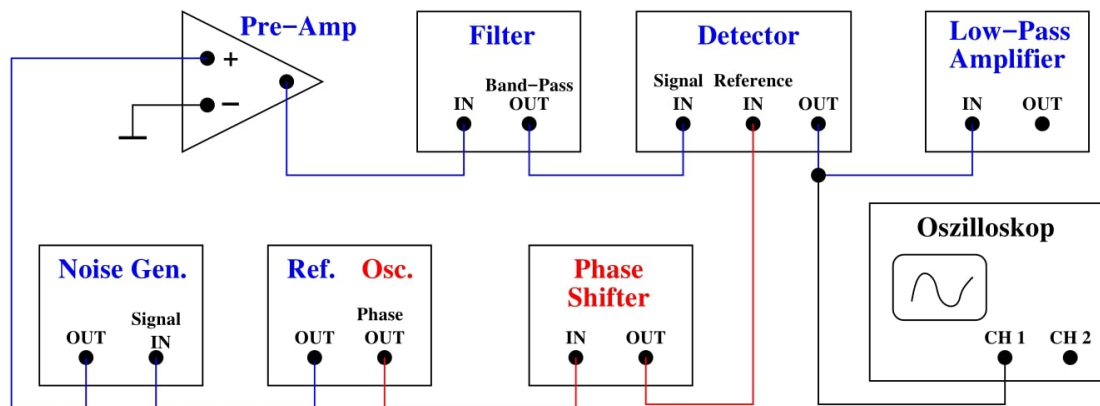 Pre-Amp
+
−
Filter
Band-Pass
IN OUT
Detector
Signal Reference
IN IN OUT
Low-Pass
Amplifier
IN OUT
Noise Gen.
Signal
OUT IN
Ref. Osc.
Phase
OUT OUT
Phase
Shifter
IN OUT
Oszilloskop
CH 1 CH 2